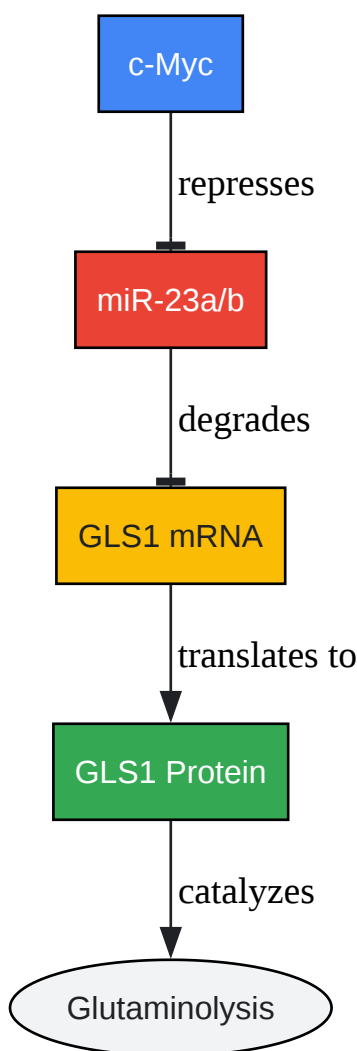 c-Myc
represses
miR-23a/b
degrades
GLS1 mRNA
translates to
GLS1 Protein
catalyzes
Glutaminolysis